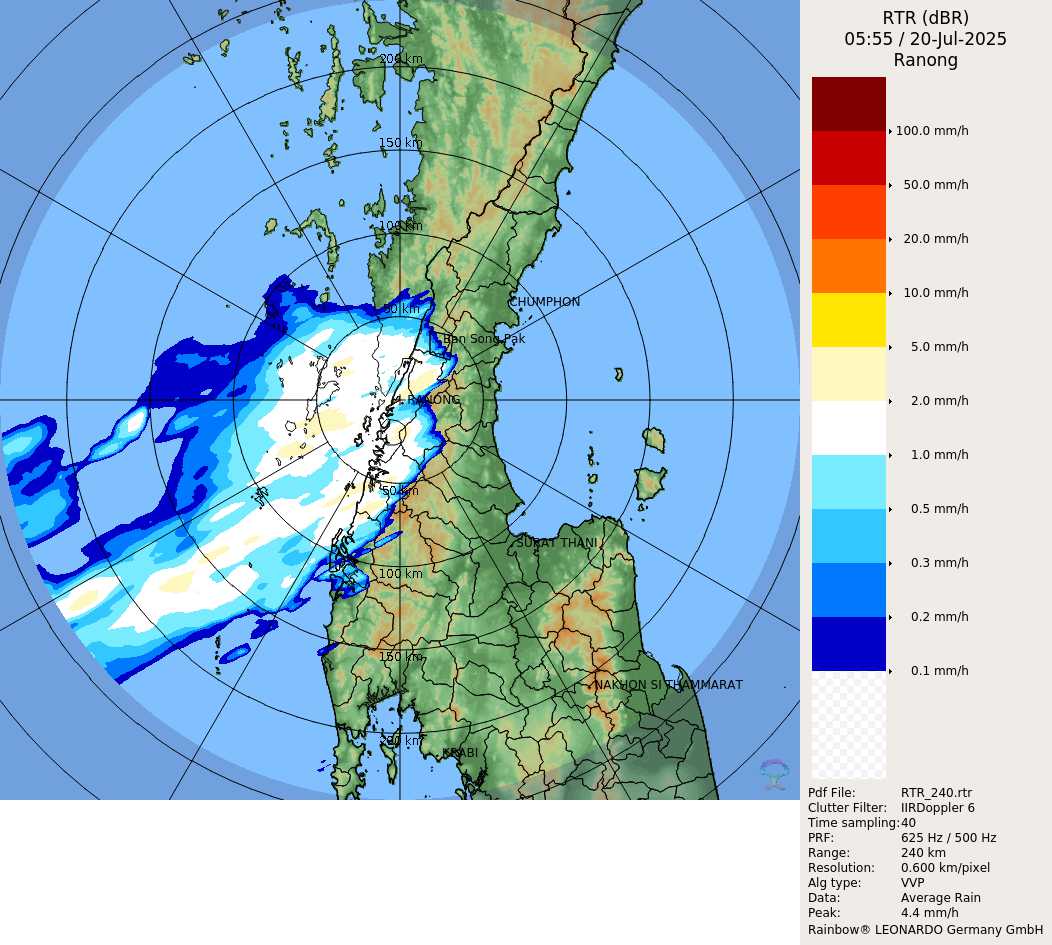 RTR (dBR)
05:55 / 20-Jul-2025
Ranong
100.0 mm/h
50.0 mm/h
20.0 mm/h
10.0 mm/h
5.0 mm/h
2.0 mm/h
1.0 mm/h
0.5 mm/h
0.3 mm/h
0.2 mm/h
0.1 mm/h
Pdf File: RTR_240.rtr
Clutter Filter: IIRDoppler 6
Time sampling: 40
PRF: 625 Hz / 500 Hz
Range: 240 km
Resolution: 0.600 km/pixel
Alg type: VVP
Data: Average Rain
Peak: 4.4 mm/h
Rainbow® LEONARDO Germany GmbH
200 km
150 km
100 km
CHUMPHON
50 km
Ban Song Pak
RANONG
50 km
SURAT THANI
100 km
150 km
NAKHON SI THAMMARAT
200 km
KRABI